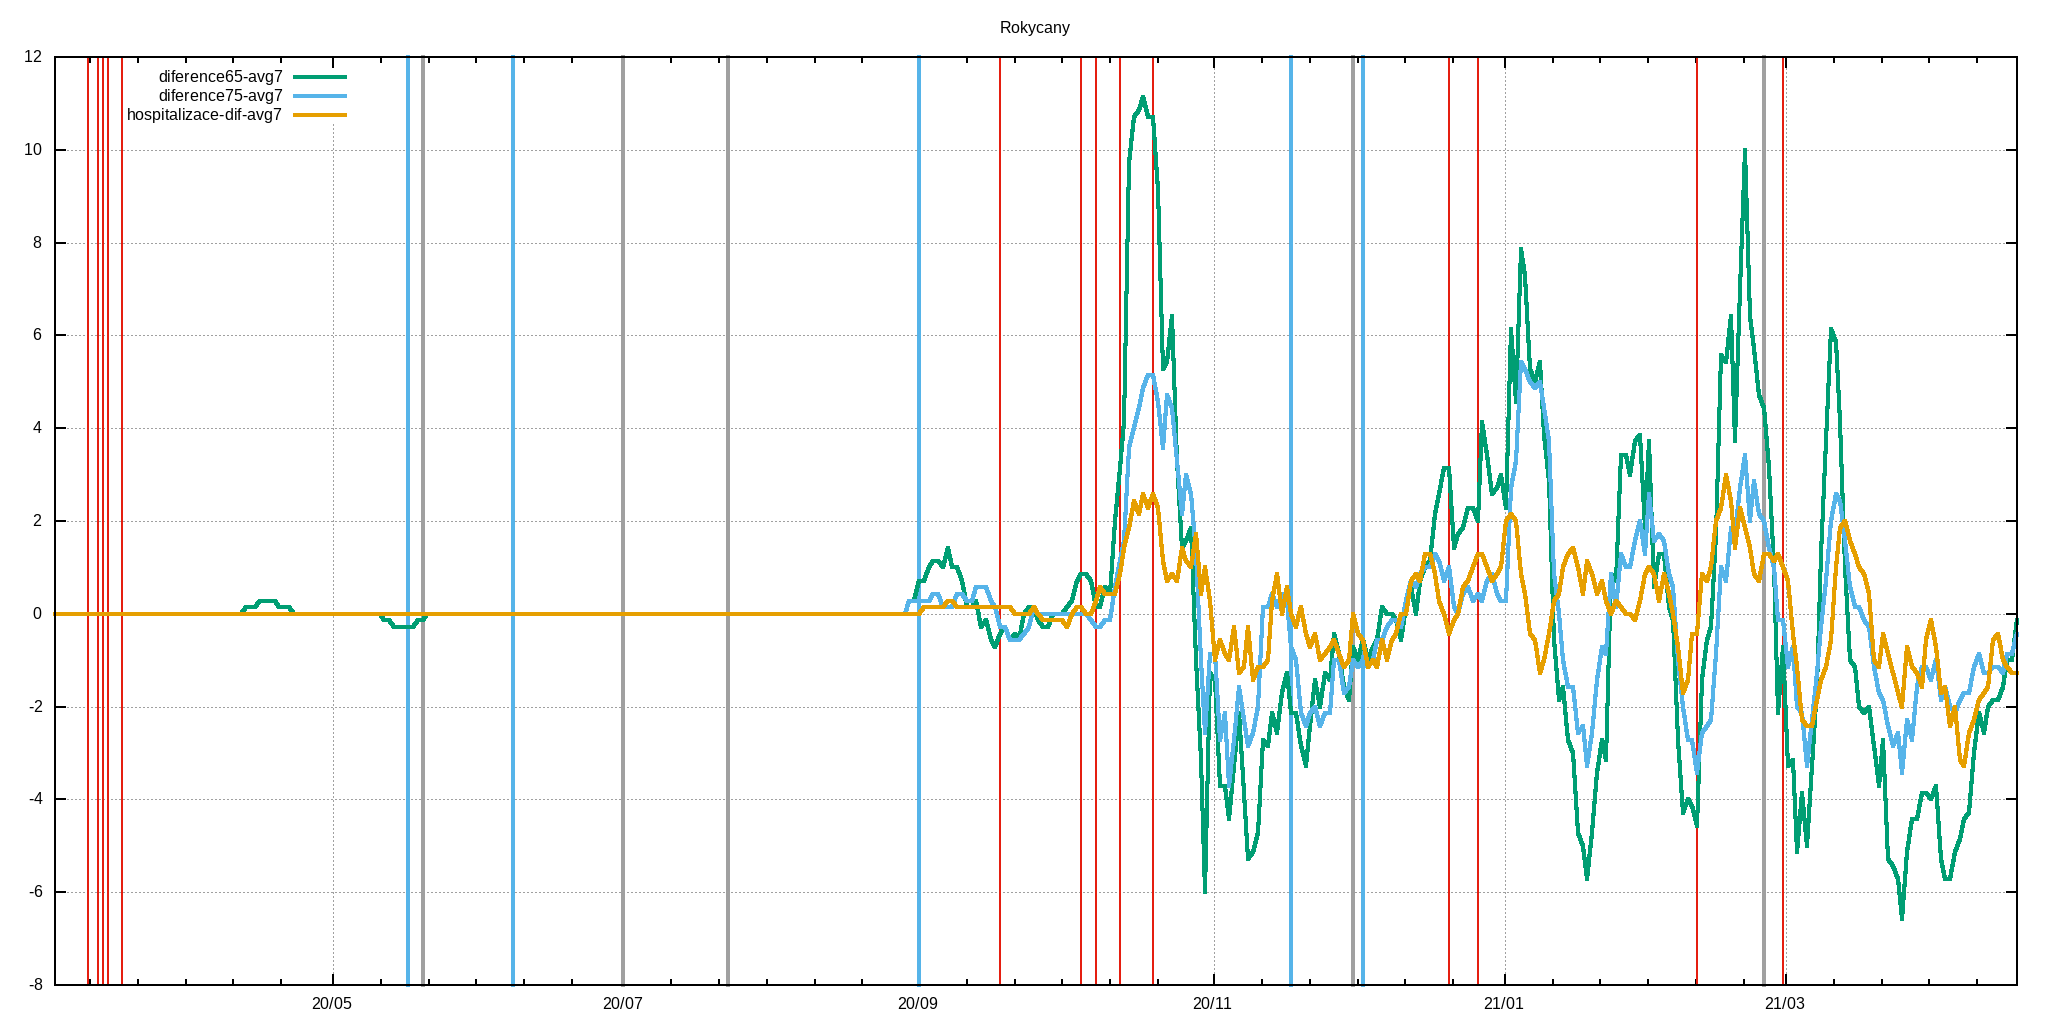 Rokycany
diference65-avg7
diference75-avg7
hospitalizace-dif-avg7
12
10
8
6
4
2
0
-2
-4
-6
-8
20/05 20/07 20/09 20/11 21/01 21/03